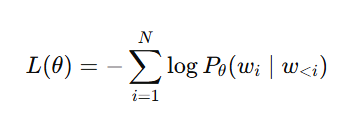 L(θ) = − ∑_{i=1}^{N} log P_θ(w_i | w_{<i})